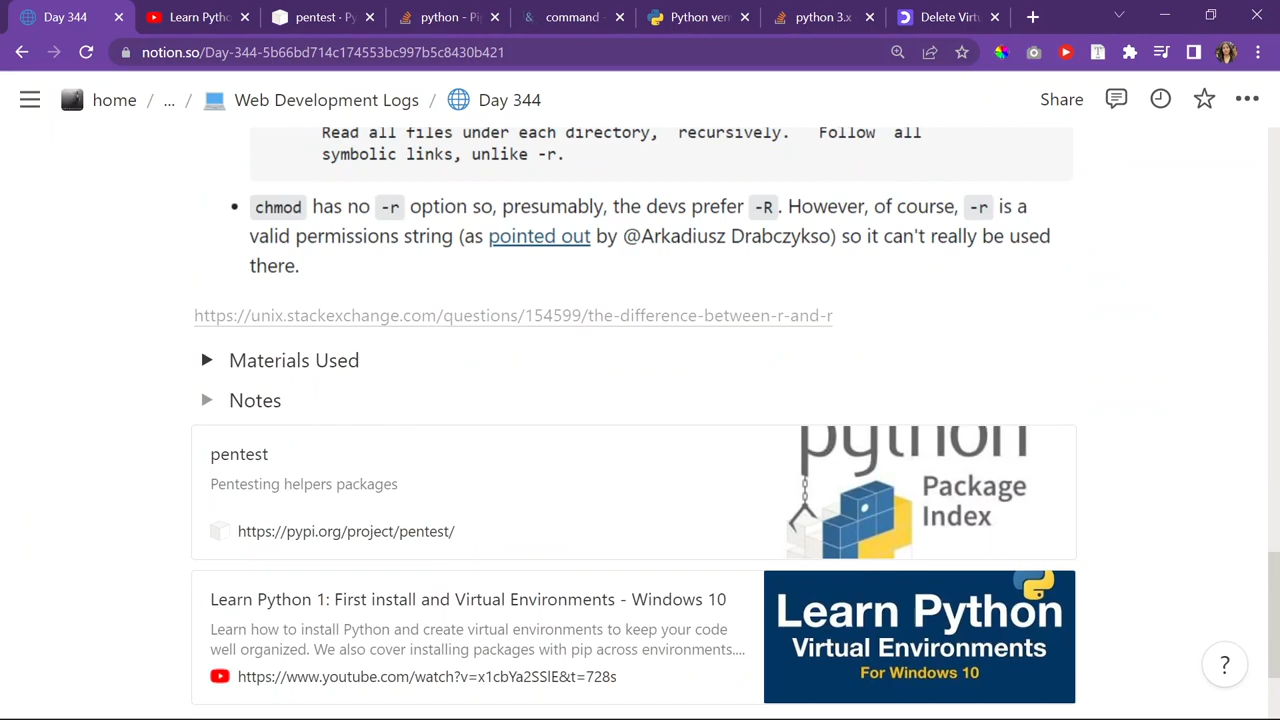 Day 344
Learn Pytho
pentest · Py
python - Pip
command
Python ver
python 3.x
Delete Virtu
notion.so/Day-344-5b66bd714c174553bc997b5c8430b421
home / ... / Web Development Logs / Day 344
Share
Read all files under each directory, recursively. Follow all
symbolic links, unlike -r.
• chmod has no -r option so, presumably, the devs prefer -R. However, of course, -r is a
valid permissions string (as pointed out by @Arkadiusz Drabczykso) so it can't really be used
there.
https://unix.stackexchange.com/questions/154599/the-difference-between-r-and-r
Materials Used
Notes
pentest
Pentesting helpers packages
https://pypi.org/project/pentest/
python
Package
Index
Learn Python 1: First install and Virtual Environments - Windows 10
Learn how to install Python and create virtual environments to keep your code
well organized. We also cover installing packages with pip across environments....
https://www.youtube.com/watch?v=x1cbYa2SSlE&t=728s
Learn Python
Virtual Environments
For Windows 10
?